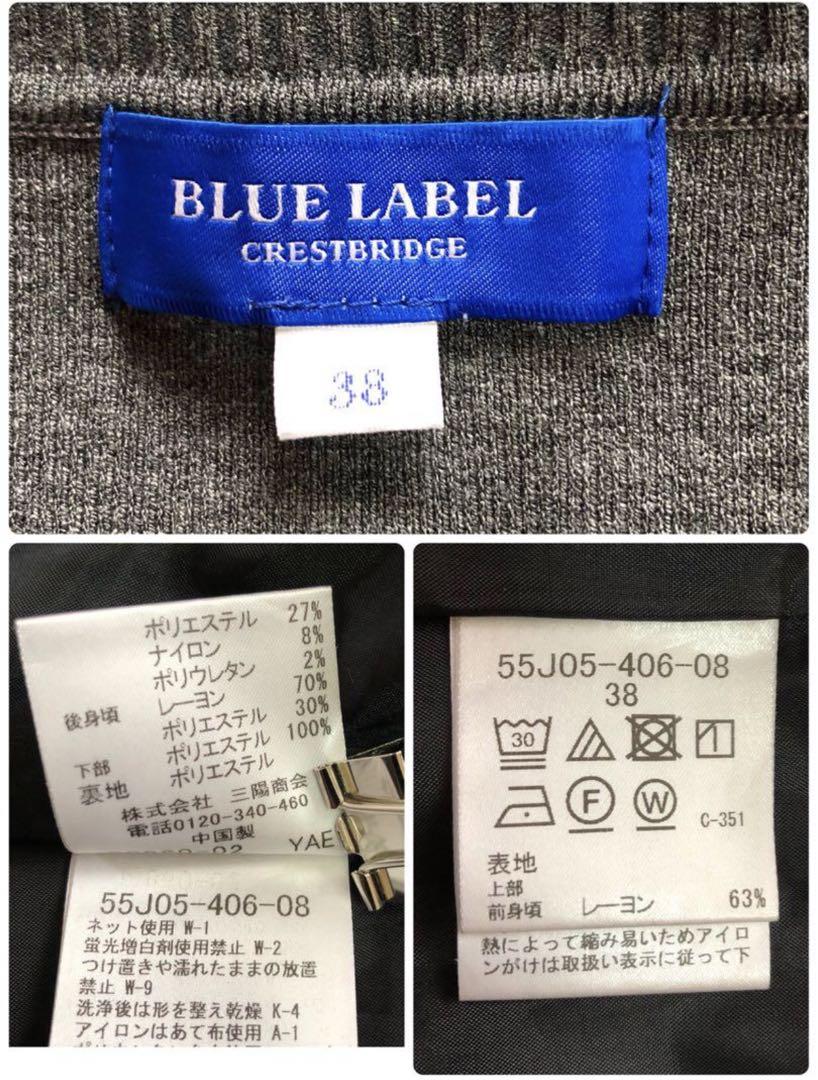 BLUE LABEL
CRESTBRIDGE
38
ポリエステル 27%
ナイロン 8%
ポリウレタン 2%
後身頃 レーヨン 70%
ポリエステル 30%
下部 ポリエステル 100%
裏地 ポリエステル
株式会社 三陽商会
電話0120-340-460
中国製
YAE
55J05-406-08
ネット使用 W-1
蛍光増白剤使用禁止 W-2
つけ置きや濡れたままの放置
禁止 W-9
洗浄後は形を整え乾燥 K-4
アイロンはあて布使用 A-1
55J05-406-08
38
30
1
F
W
C-351
表地
上部
前身頃 レーヨン 63%
熱によって縮み易いためアイロ
ンがけは取扱い表示に従って下